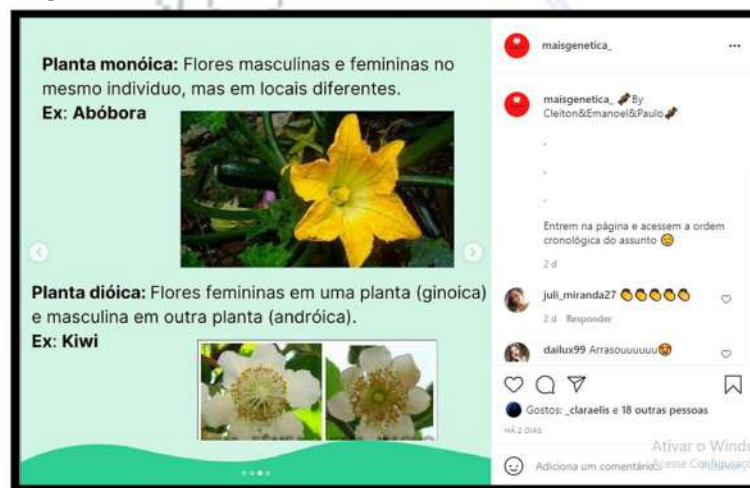 Planta monóica: Flores masculinas e femininas no
mesmo individuo, mas em locais diferentes.
Ex: Abóbora
Planta dióica: Flores femininas em uma planta (ginoica)
e masculina em outra planta (andróica).
Ex: Kiwi
maisgenetica_
maisgenetica_ By
Cleiton&Emanoel&Paulo
.
.
.
Entrem na página e acessem a ordem
cronológica do assunto
2 d
juli_miranda27
2 d Responder
dailux99 Arrasouuuuuu
Gostos: _claraelis e 18 outras pessoas
HÁ 2 DIAS
Adiciona um comentário...
Ativar o Windo
Acesse Configuraç